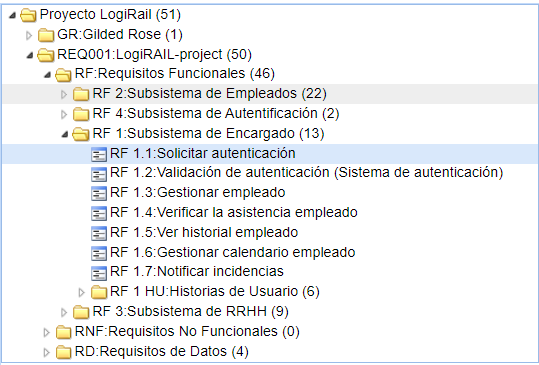 Proyecto LogiRail (51)
GR:Gilded Rose (1)
REQ001:LogiRAIL-project (50)
RF:Requisitos Funcionales (46)
RF 2:Subsistema de Empleados (22)
RF 4:Subsistema de Autentificación (2)
RF 1:Subsistema de Encargado (13)
RF 1.1:Solicitar autenticación
RF 1.2:Validación de autenticación (Sistema de autenticación)
RF 1.3:Gestionar empleado
RF 1.4:Verificar la asistencia empleado
RF 1.5:Ver historial empleado
RF 1.6:Gestionar calendario empleado
RF 1.7:Notificar incidencias
RF 1 HU:Historias de Usuario (6)
RF 3:Subsistema de RRHH (9)
RNF:Requisitos No Funcionales (0)
RD:Requisitos de Datos (4)